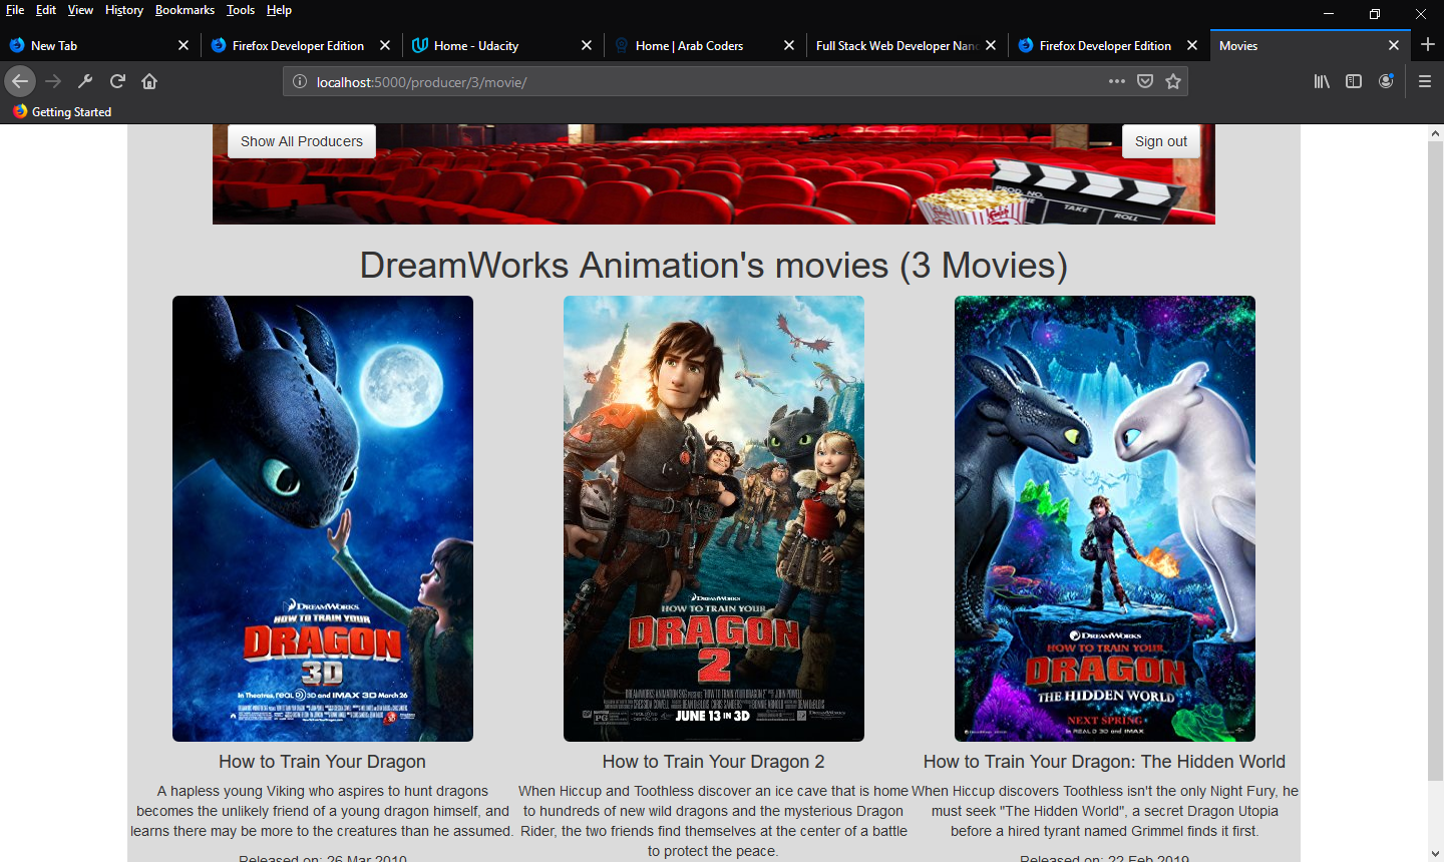 File Edit View History Bookmarks Tools Help
New Tab
Firefox Developer Edition
Home - Udacity
Home | Arab Coders
Full Stack Web Developer Nano
Firefox Developer Edition
Movies
localhost:5000/producer/3/movie/
Getting Started
Show All Producers
Sign out
PROD. NO.
TAKE
ROLL
DreamWorks Animation's movies (3 Movies)
DREAMWORKS
HOW TO TRAIN YOUR
DRAGON
3D
In Theatres, REAL D 3D and IMAX 3D March 26
DREAMWORKS
HOW TO TRAIN YOUR
DRAGON
2
JUNE 13 IN 3D
DREAMWORKS
HOW TO TRAIN YOUR
DRAGON
THE HIDDEN WORLD
NEXT SPRING
IN REAL D 3D AND IMAX
How to Train Your Dragon
A hapless young Viking who aspires to hunt dragons
becomes the unlikely friend of a young dragon himself, and
learns there may be more to the creatures than he assumed.
Released on: 26 Mar 2010
How to Train Your Dragon 2
When Hiccup and Toothless discover an ice cave that is home
to hundreds of new wild dragons and the mysterious Dragon
Rider, the two friends find themselves at the center of a battle
to protect the peace.
How to Train Your Dragon: The Hidden World
When Hiccup discovers Toothless isn't the only Night Fury, he
must seek "The Hidden World", a secret Dragon Utopia
before a hired tyrant named Grimmel finds it first.
Released on: 22 Feb 2019